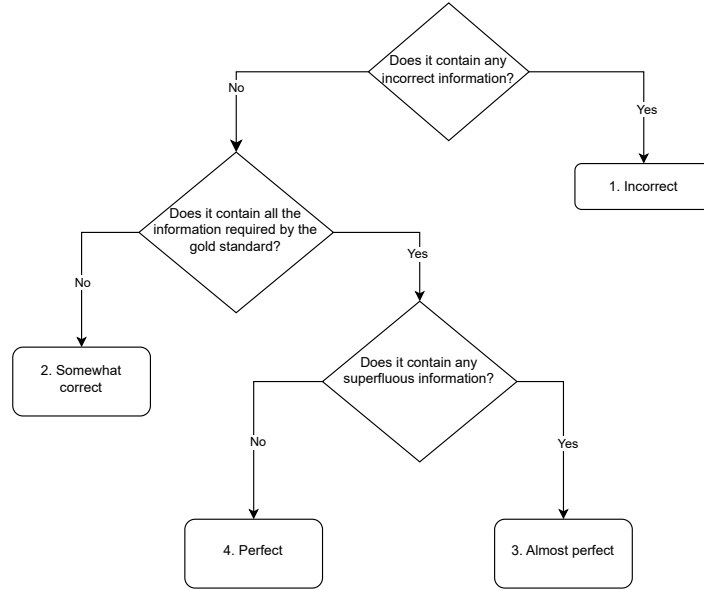 Does it contain any
incorrect information?
No
Yes
1. Incorrect
Does it contain all the
information required by the
gold standard?
No
Yes
2. Somewhat
correct
Does it contain any
superfluous information?
No
Yes
4. Perfect
3. Almost perfect